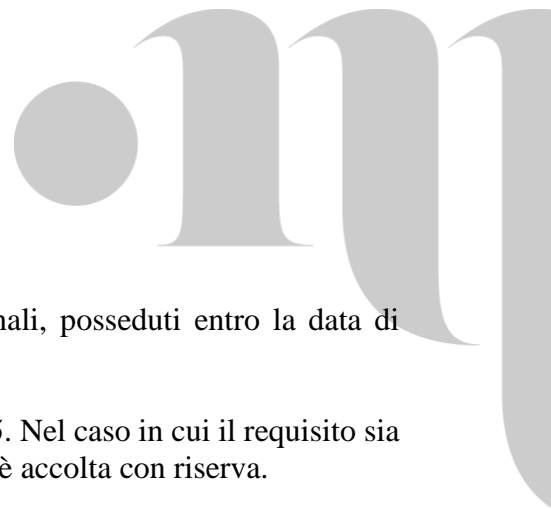 nali, posseduti entro la data di
5. Nel caso in cui il requisito sia
è accolta con riserva.